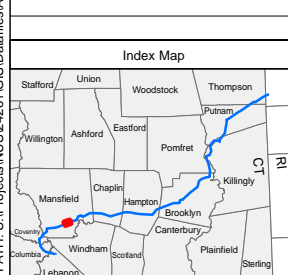 Index Map
Stafford
Union
Woodstock
Thompson
Putnam
Willington
Ashford
Eastford
Pomfret
Killingly
CT
RI
Mansfield
Chaplin
Hampton
Brooklyn
Canterbury
Coventry
Columbia
Windham
Scotland
Plainfield
Sterling
Lebanon